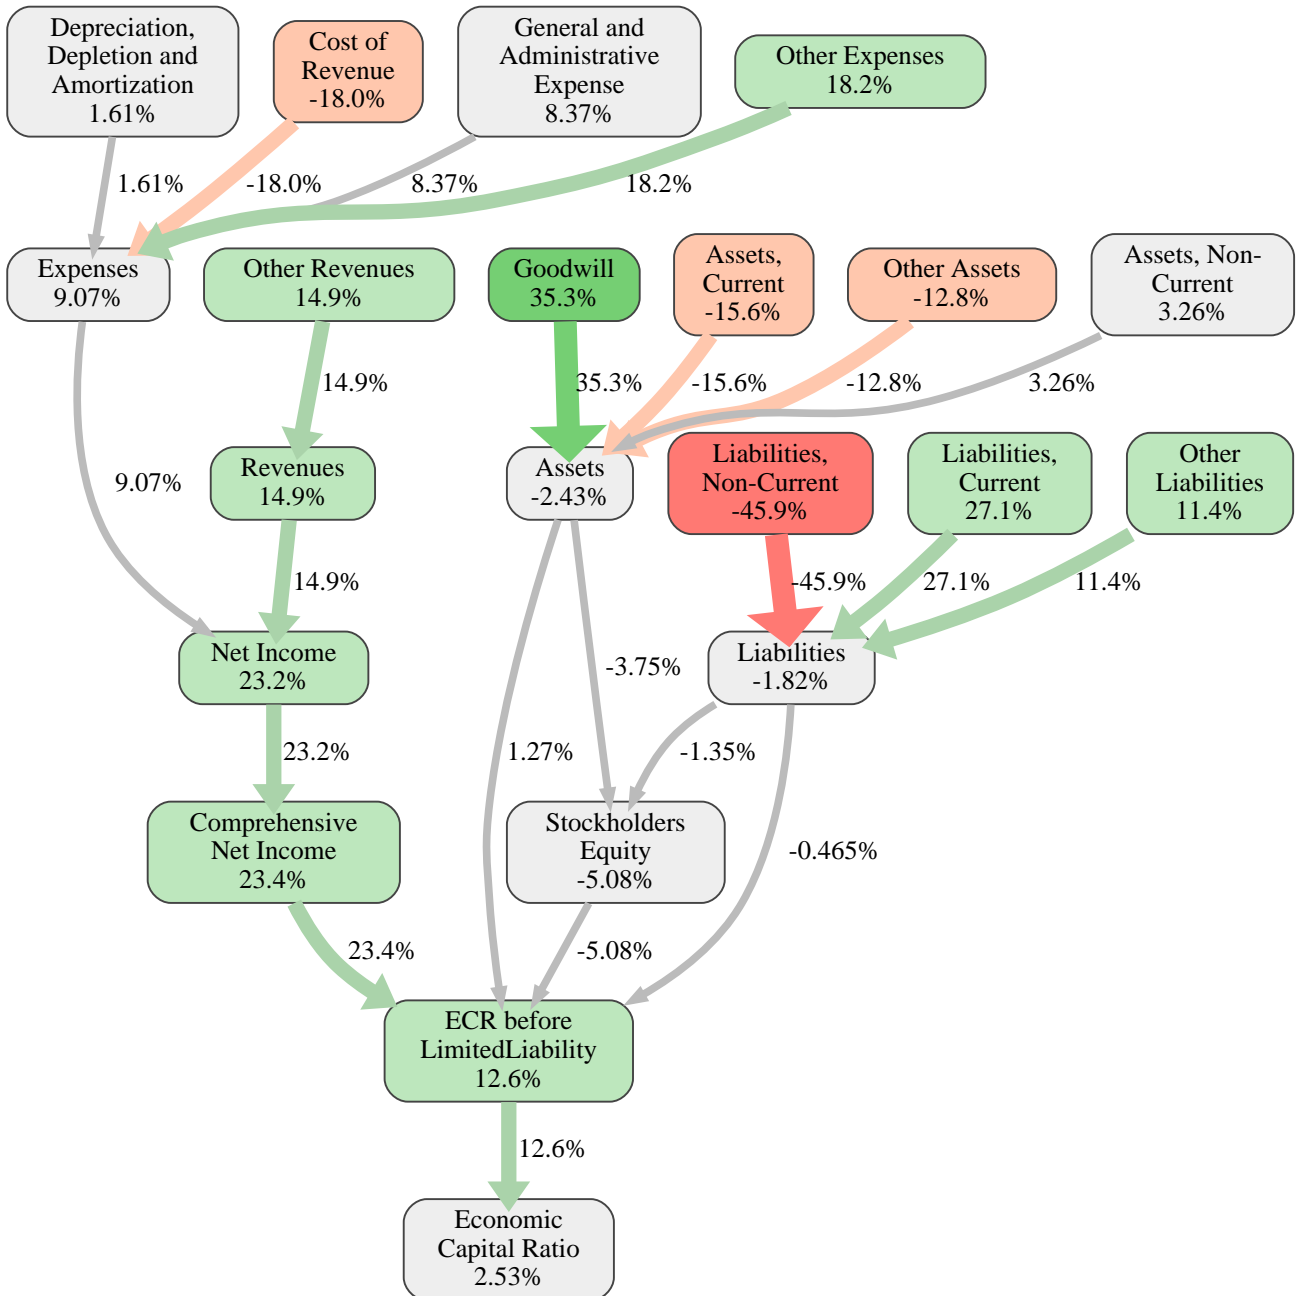 Depreciation,
Depletion and
Amortization
1.61%
Cost of
Revenue
-18.0%
General and
Administrative
Expense
8.37%
Other Expenses
18.2%
1.61%
-18.0%
8.37%
18.2%
Expenses
9.07%
Other Revenues
14.9%
Goodwill
35.3%
Assets,
Current
-15.6%
Other Assets
-12.8%
Assets, Non-
Current
3.26%
14.9%
35.3%
-15.6%
-12.8%
3.26%
9.07%
Revenues
14.9%
Assets
-2.43%
Liabilities,
Non-Current
-45.9%
Liabilities,
Current
27.1%
Other
Liabilities
11.4%
14.9%
-45.9%
27.1%
11.4%
Net Income
23.2%
-3.75%
Liabilities
-1.82%
23.2%
1.27%
-1.35%
Comprehensive
Net Income
23.4%
Stockholders
Equity
-5.08%
-0.465%
23.4%
-5.08%
ECR before
LimitedLiability
12.6%
12.6%
Economic
Capital Ratio
2.53%